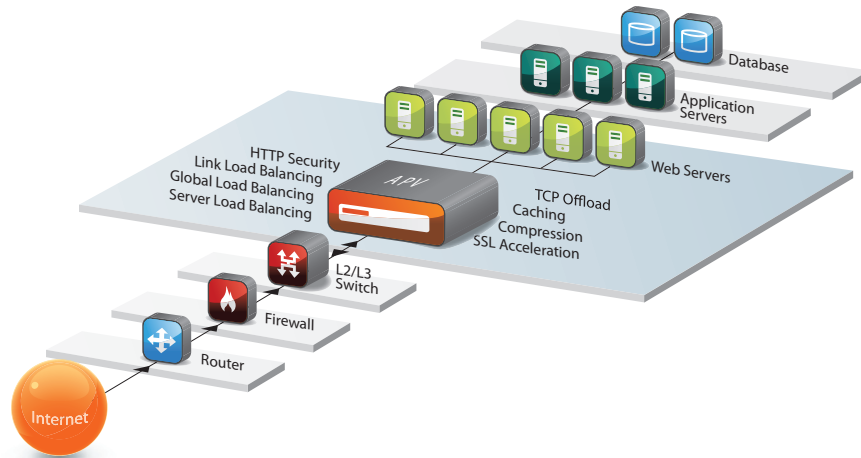 Database
Application
Servers
Web Servers
HTTP Security
Link Load Balancing
Global Load Balancing
Server Load Balancing
APV
TCP Offload
Caching
Compression
SSL Acceleration
L2/L3
Switch
Firewall
Router
Internet